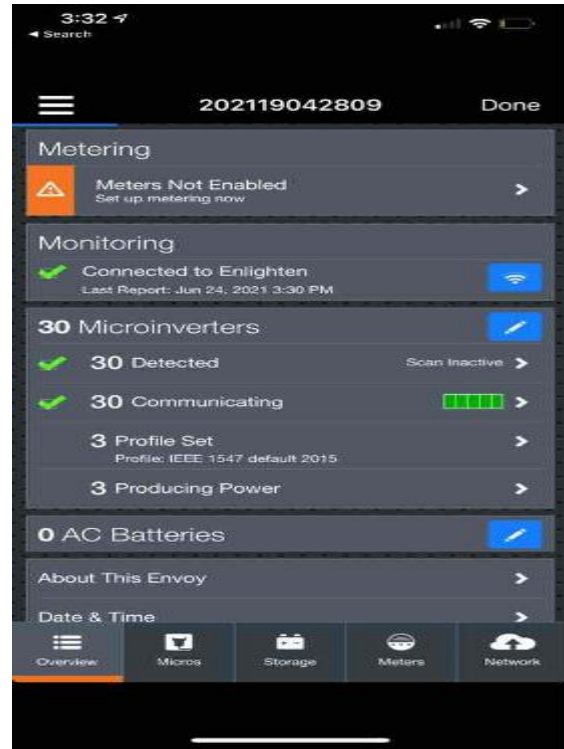 3:32
Search
202119042809
Done
Metering
Meters Not Enabled
Set up metering now
Monitoring
Connected to Enlighten
Last Report: Jun 24, 2021 3:30 PM
30 Microinverters
30 Detected
Scan Inactive
30 Communicating
3 Profile Set
Profile: IEEE 1547 default 2015
3 Producing Power
0 AC Batteries
About This Envoy
Date & Time
Overview
Micros
Storage
Meters
Network